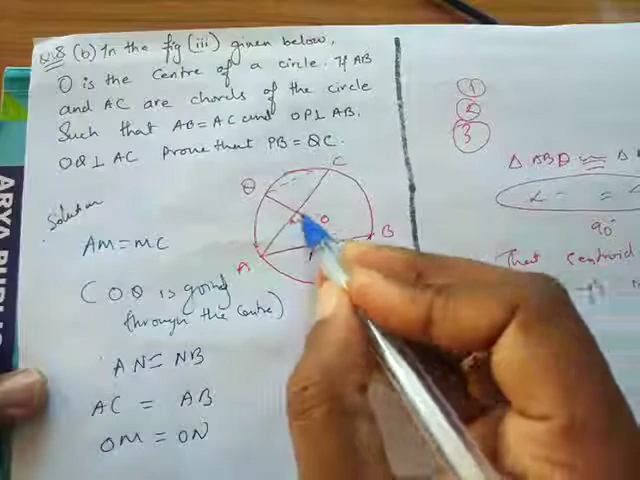 Q.8 (b) In the fig (iii) given below,
O is the centre of a circle. If AB
and AC are chords of the circle
Such that AB = AC and OP⊥ AB.
OQ⊥ AC Prove that PB = QC.
Solution
AM = MC
( OQ is going
through the centre)
AN = NB
AC = AB
OM = ON
Q
C
O
B
A
1
2
3
Δ ABD ≅ Δ
=
90°
That centroid
ARYA PUBLI